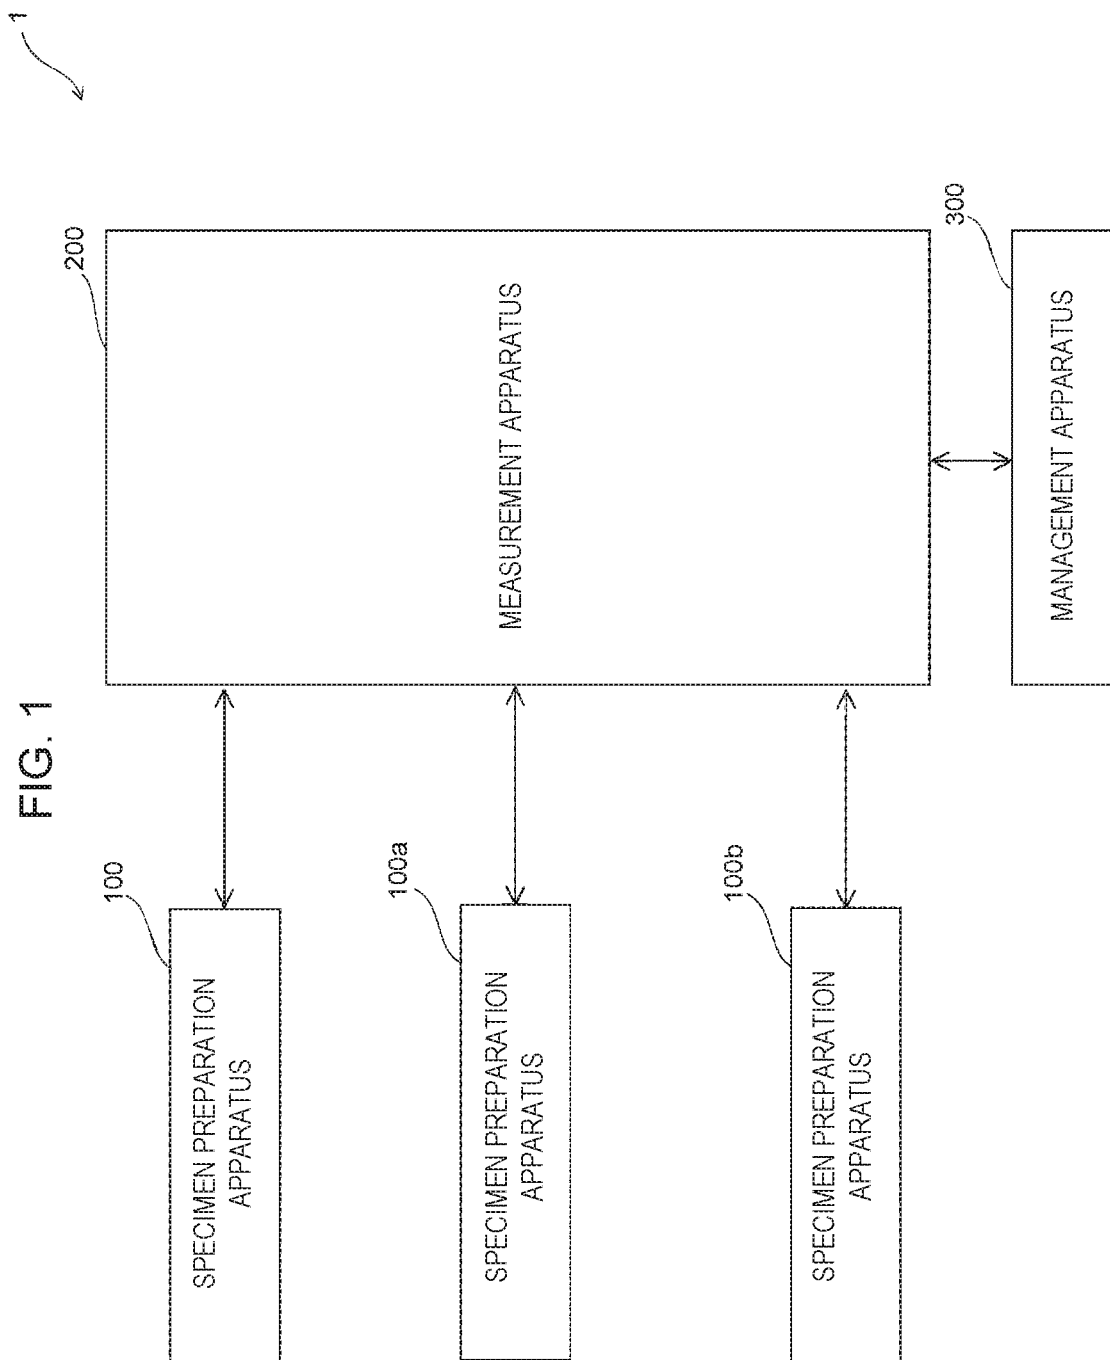 FIG. 1
1
200
MEASUREMENT APPARATUS
300
MANAGEMENT APPARATUS
100
SPECIMEN PREPARATION
APPARATUS
100a
SPECIMEN PREPARATION
APPARATUS
100b
SPECIMEN PREPARATION
APPARATUS